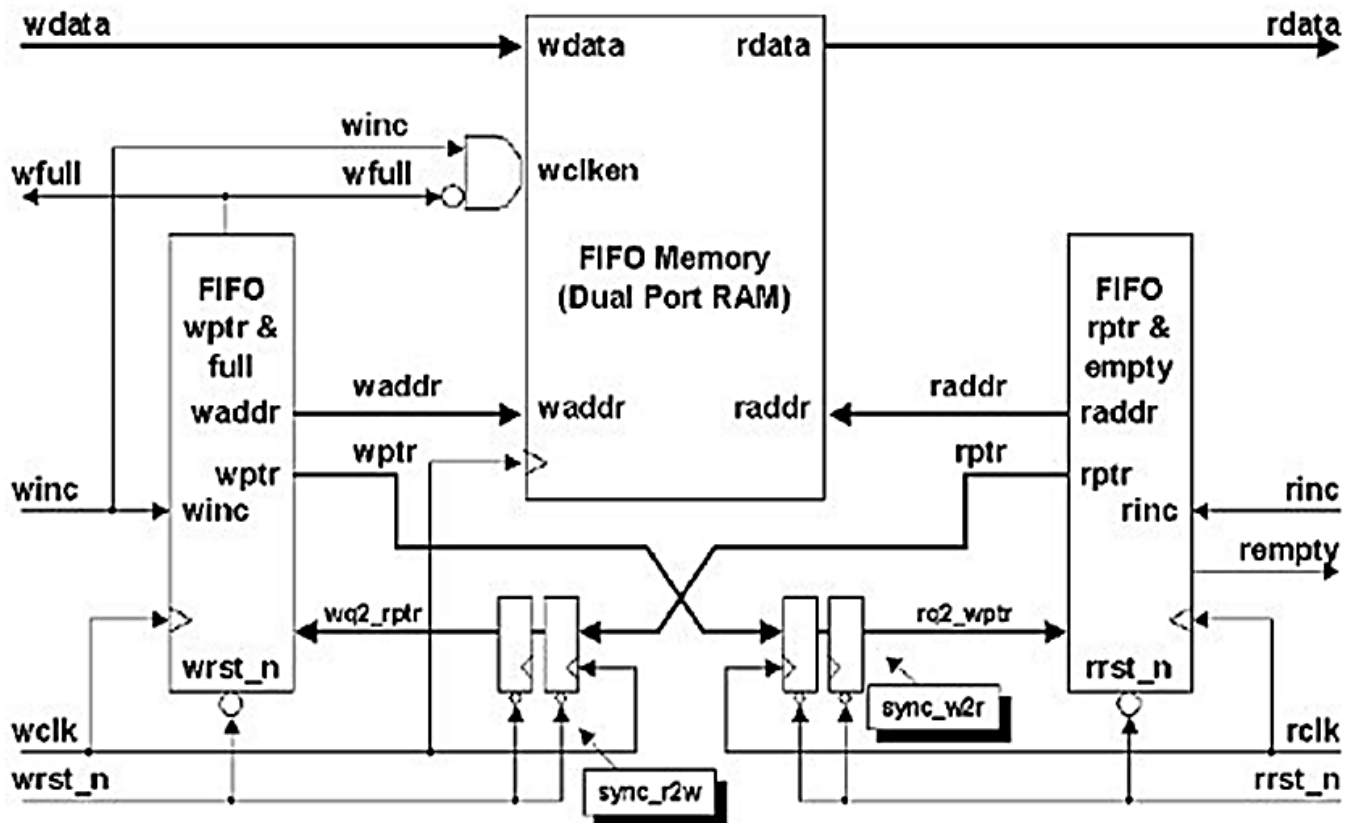 wdata
wdata
rdata
rdata
winc
wfull
wfull
wclken
FIFO Memory
(Dual Port RAM)
FIFO
wptr &
full
FIFO
rptr &
empty
waddr
waddr
waddr
raddr
raddr
raddr
wptr
wptr
rptr
rptr
winc
winc
rinc
rinc
rempty
wq2_rptr
rq2_wptr
wrst_n
rrst_n
sync_w2r
wclk
rclk
wrst_n
sync_r2w
rrst_n